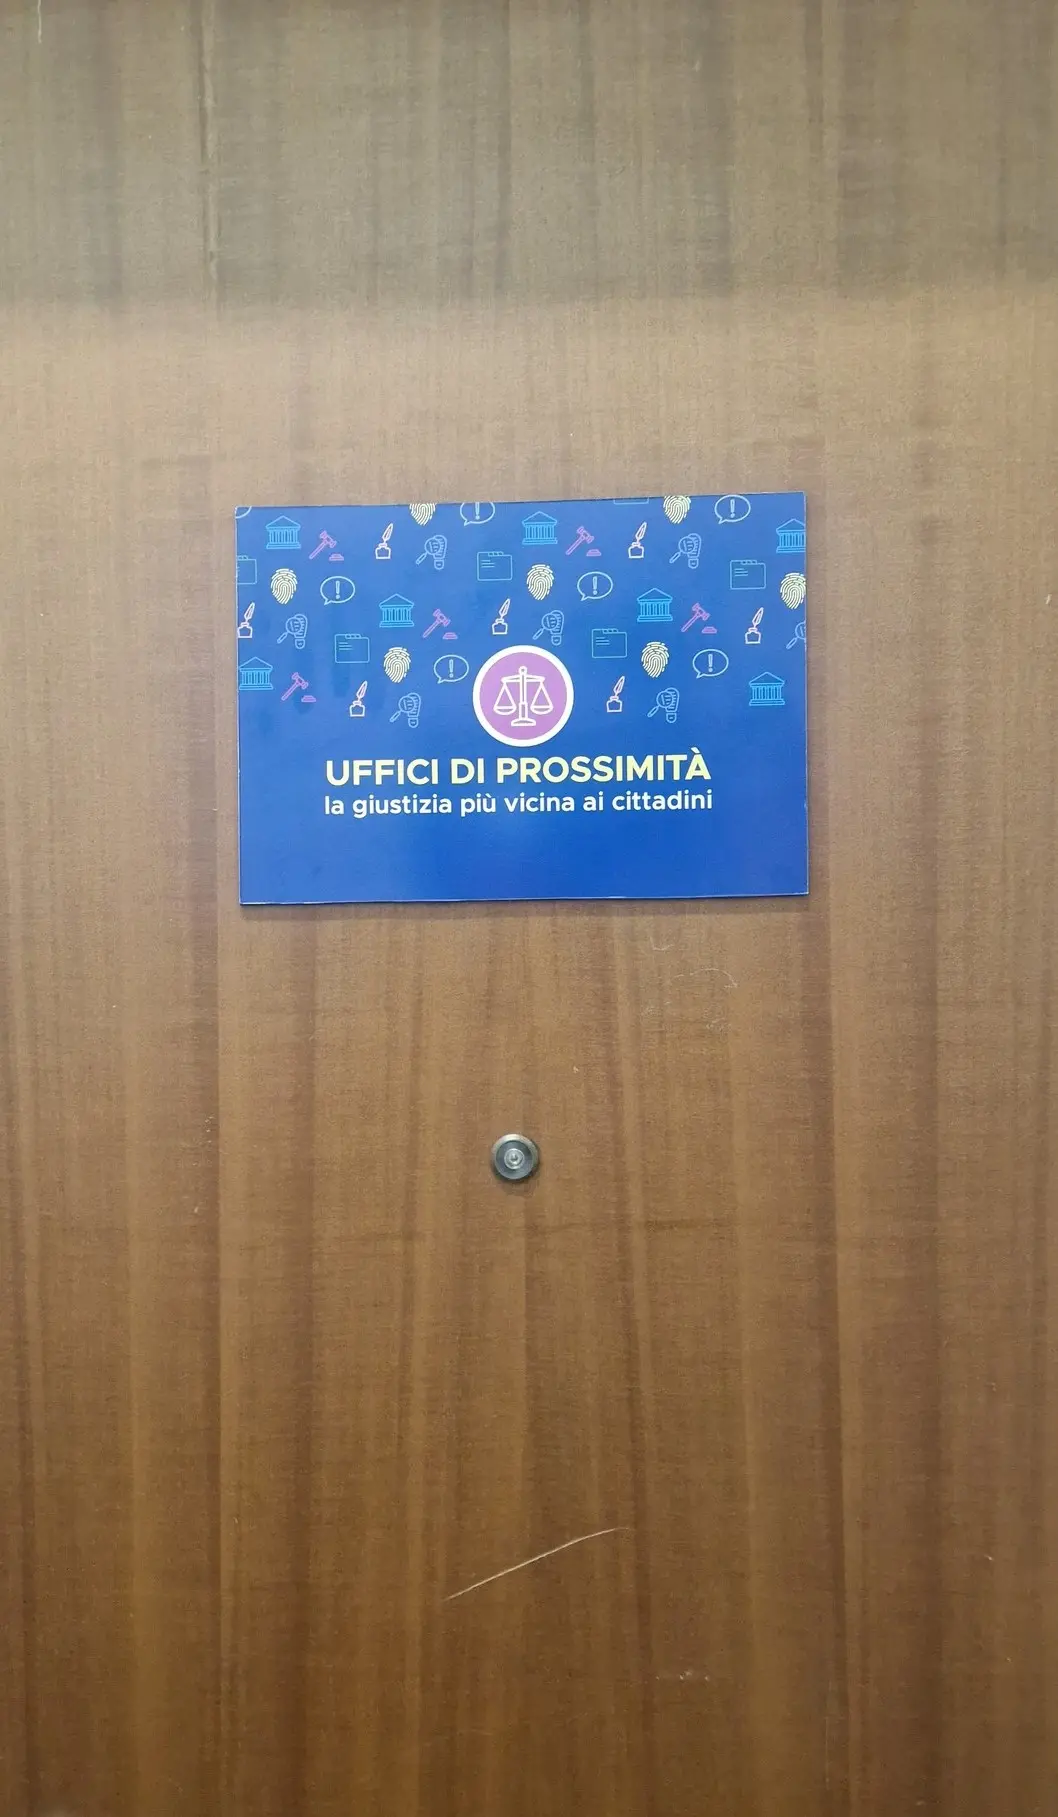 UFFICI DI PROSSIMITÀ
la giustizia più vicina ai cittadini